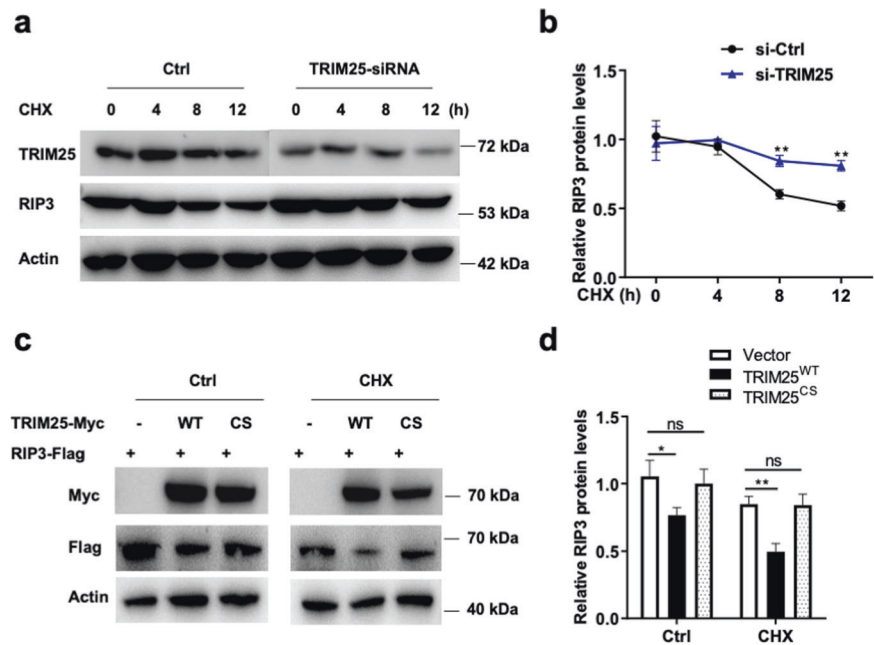 a
Ctrl TRIM25-siRNA
CHX 0 4 8 12 0 4 8 12 (h)
TRIM25 72 kDa
RIP3 53 kDa
Actin 42 kDa
b
si-Ctrl
si-TRIM25
Relative RIP3 protein levels
1.5
1.0
0.5
0.0
** **
CHX (h) 0 4 8 12
c
Ctrl CHX
TRIM25-Myc - WT CS - WT CS
RIP3-Flag + + + + + +
Myc 70 kDa
Flag 70 kDa
Actin 40 kDa
d
Vector
TRIM25WT
TRIM25CS
Relative RIP3 protein levels
1.5
1.0
0.5
0.0
ns
*
ns
**
Ctrl CHX